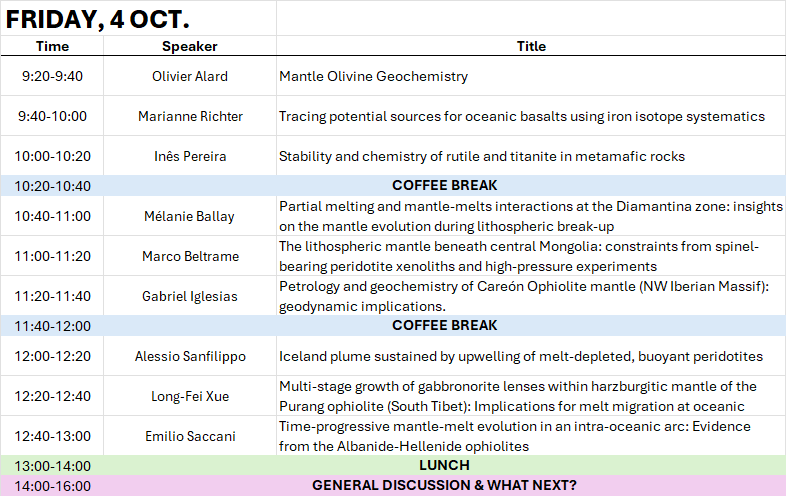 FRIDAY, 4 OCT.
Time Speaker Title
9:20-9:40 Olivier Alard Mantle Olivine Geochemistry
9:40-10:00 Marianne Richter Tracing potential sources for oceanic basalts using iron isotope systematics
10:00-10:20 Inês Pereira Stability and chemistry of rutile and titanite in metamafic rocks
10:20-10:40 COFFEE BREAK
10:40-11:00 Mélanie Ballay Partial melting and mantle-melts interactions at the Diamantina zone: insights
on the mantle evolution during lithospheric break-up
11:00-11:20 Marco Beltrame The lithospheric mantle beneath central Mongolia: constraints from spinel-
bearing peridotite xenoliths and high-pressure experiments
11:20-11:40 Gabriel Iglesias Petrology and geochemistry of Careón Ophiolite mantle (NW Iberian Massif):
geodynamic implications.
11:40-12:00 COFFEE BREAK
12:00-12:20 Alessio Sanfilippo Iceland plume sustained by upwelling of melt-depleted, buoyant peridotites
12:20-12:40 Long-Fei Xue Multi-stage growth of gabbronorite lenses within harzburgitic mantle of the
Purang ophiolite (South Tibet): Implications for melt migration at oceanic
12:40-13:00 Emilio Saccani Time-progressive mantle-melt evolution in an intra-oceanic arc: Evidence
from the Albanide-Hellenide ophiolites
13:00-14:00 LUNCH
14:00-16:00 GENERAL DISCUSSION & WHAT NEXT?